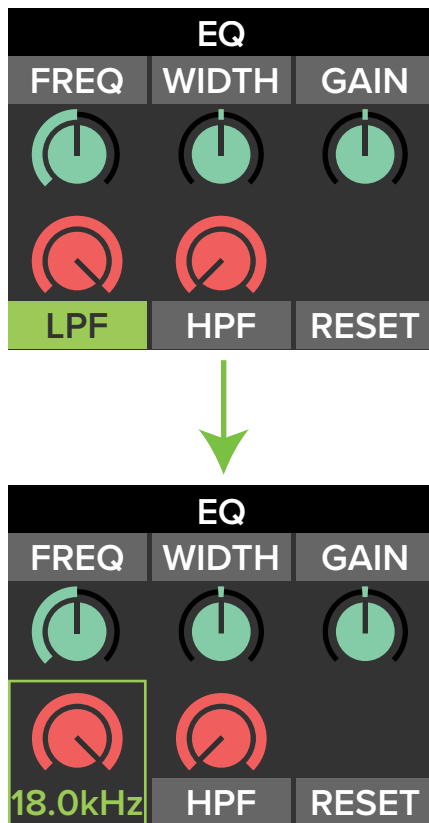 EQ
FREQ WIDTH GAIN
LPF HPF RESET
EQ
FREQ WIDTH GAIN
18.0kHz HPF RESET